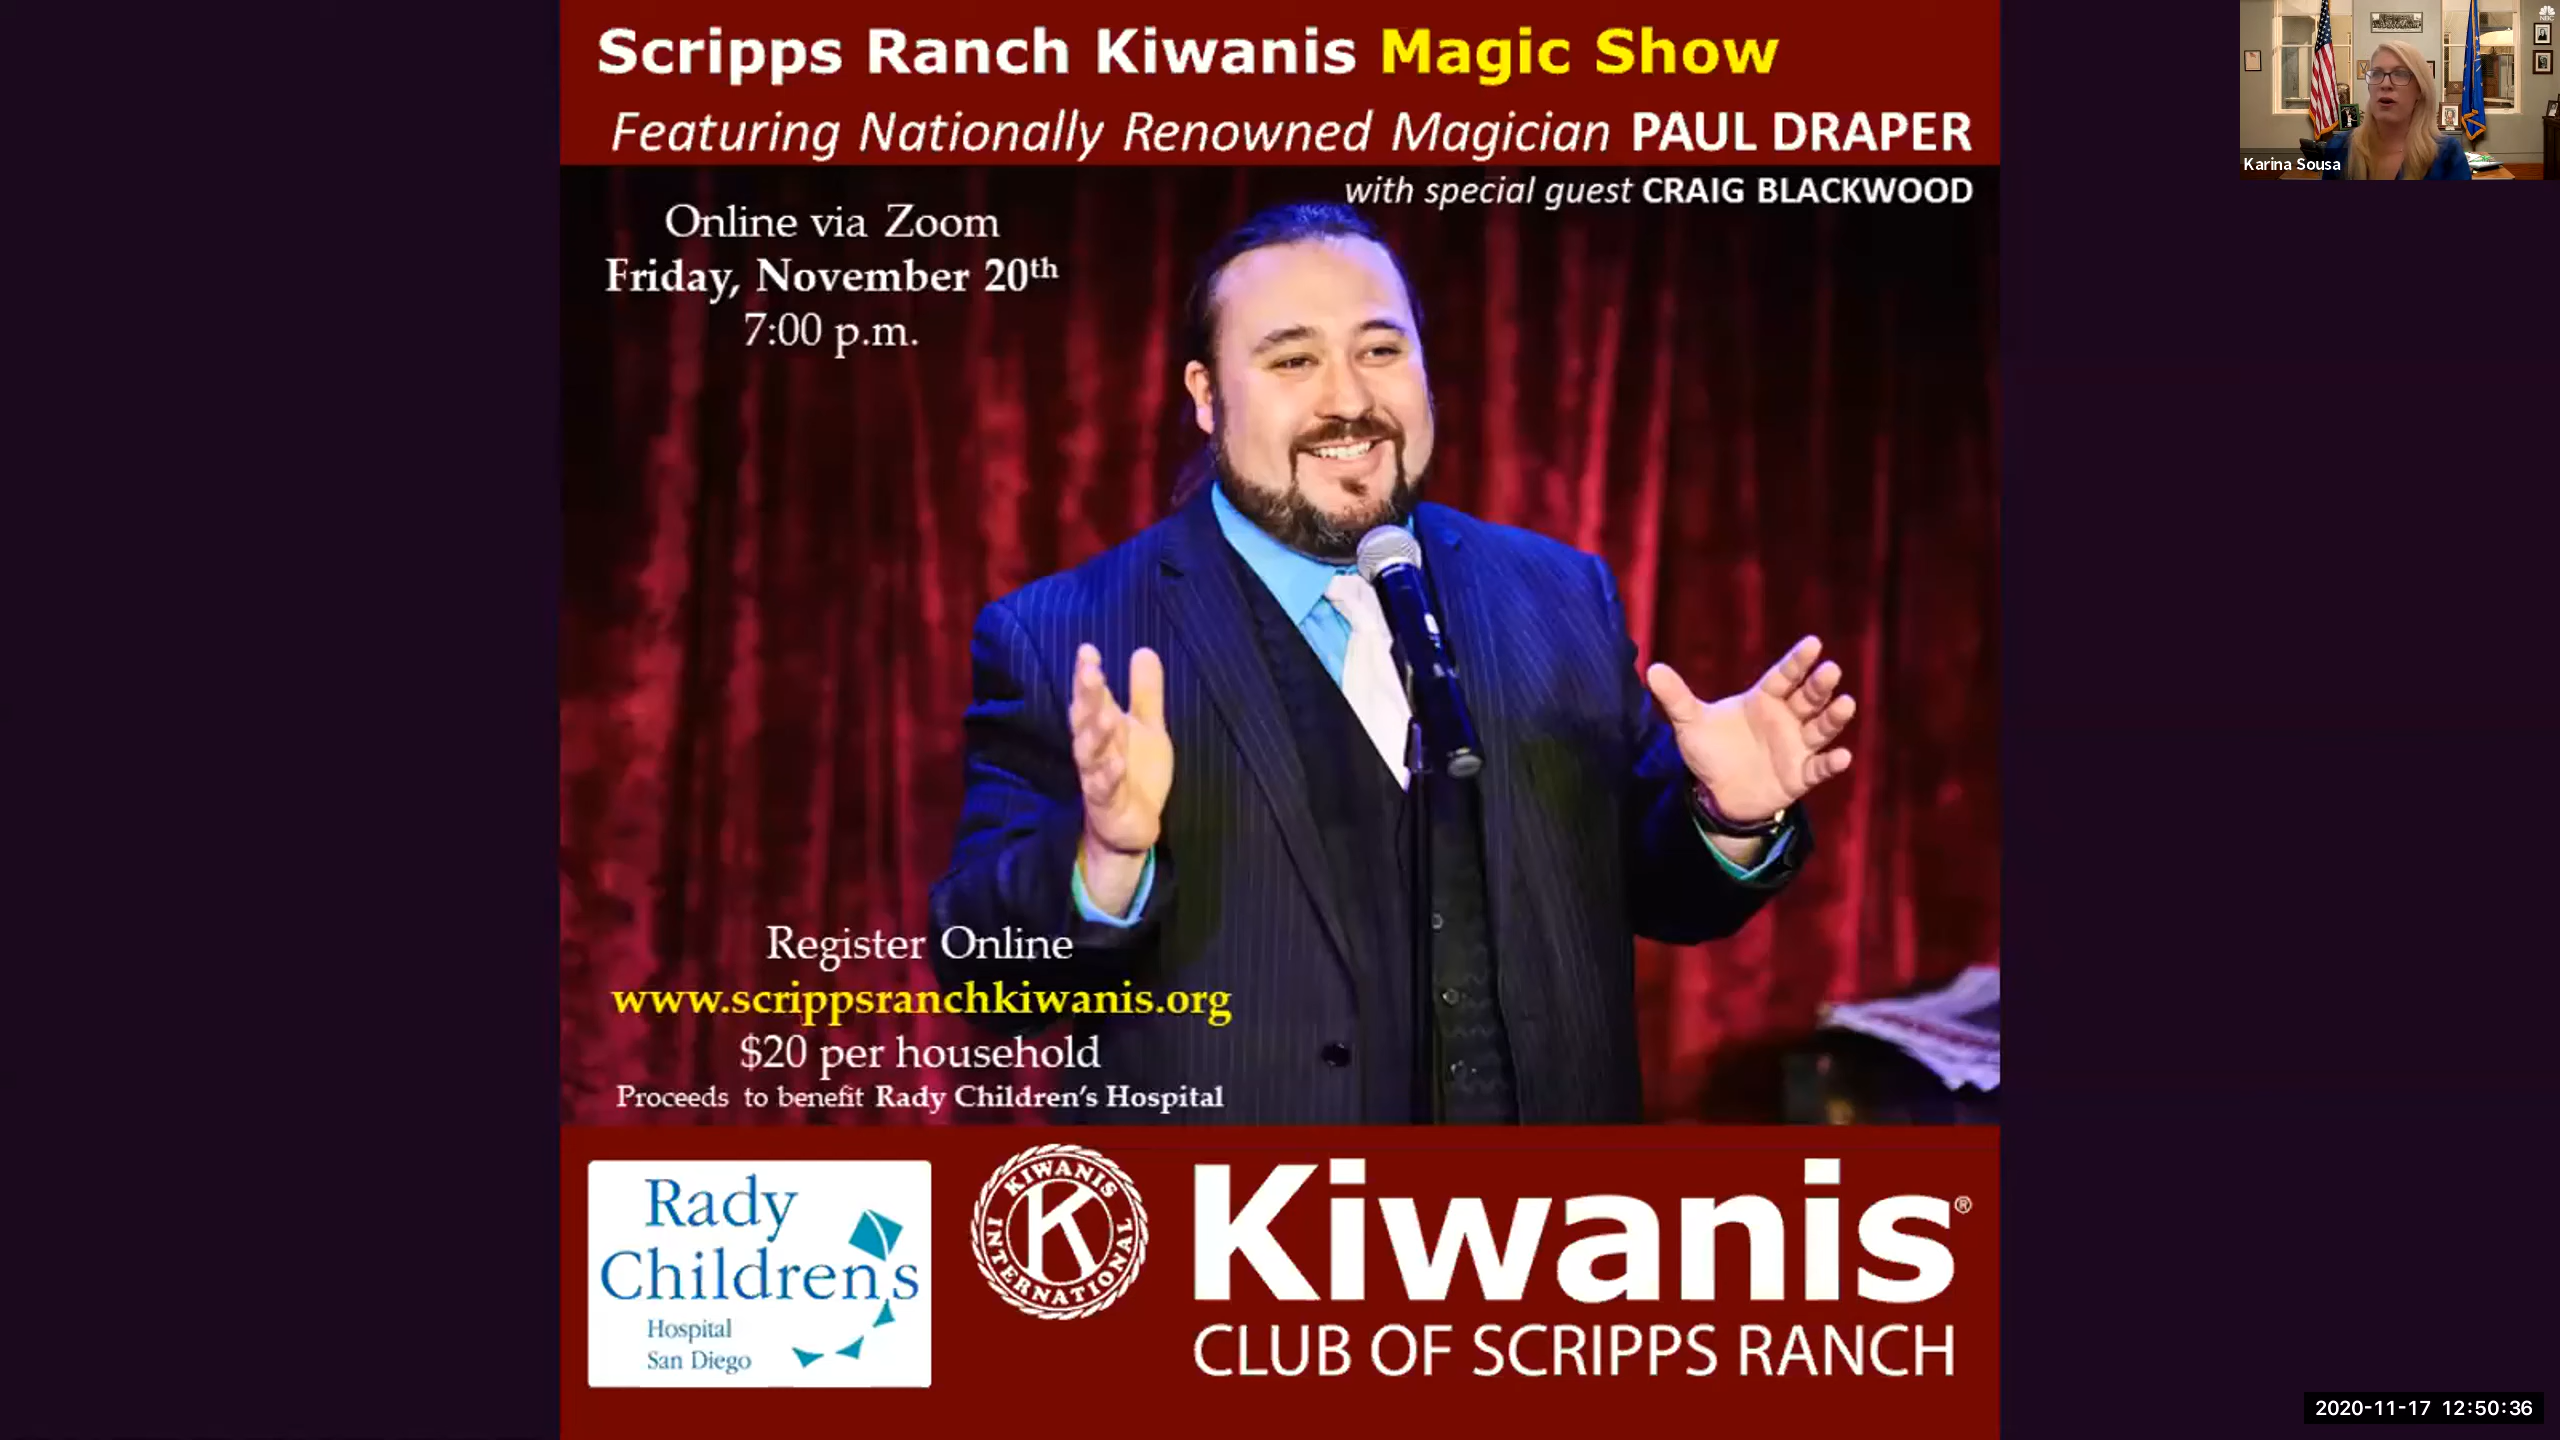 Scripps Ranch Kiwanis Magic Show
Featuring Nationally Renowned Magician PAUL DRAPER
with special guest CRAIG BLACKWOOD
Online via Zoom
Friday, November 20th
7:00 p.m.
Karina Sousa
NBC
Register Online
www.scrippsranchkiwanis.org
$20 per household
Proceeds to benefit Rady Children's Hospital
Rady
Children's
Hospital
San Diego
KIWANIS
K
INTERNATIONAL
Kiwanis®
CLUB OF SCRIPPS RANCH
2020-11-17 12:50:36